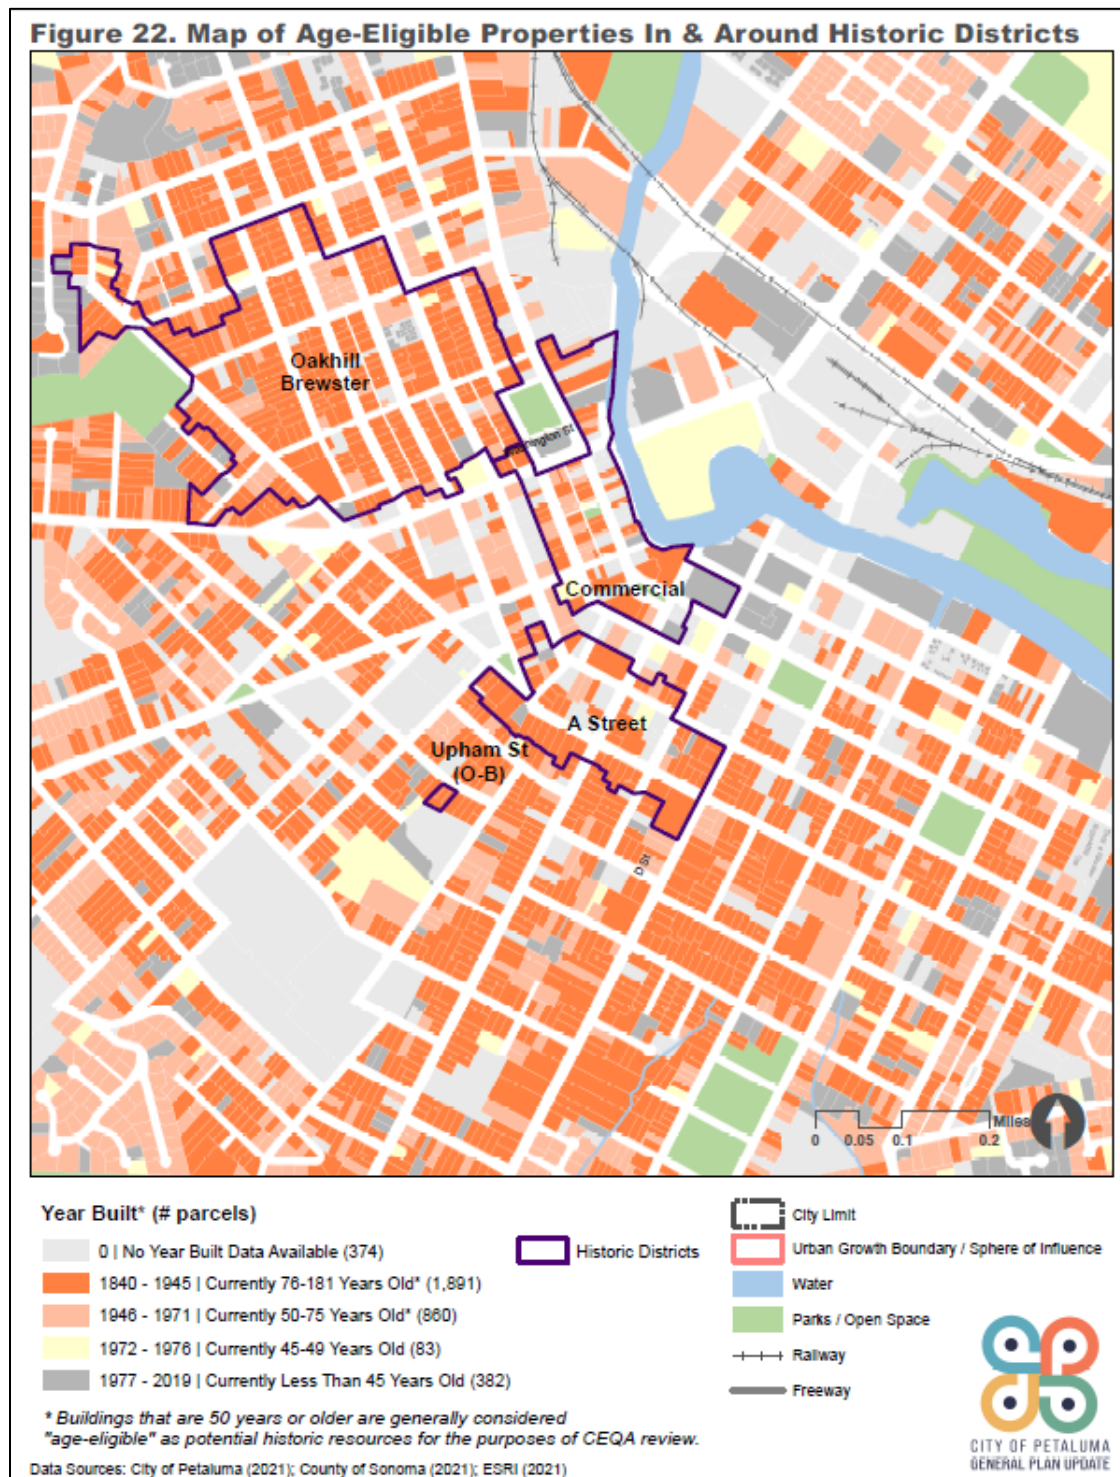 Figure 22. Map of Age-Eligible Properties In & Around Historic Districts
Oakhill
Brewster
Washington St
Commercial
A Street
Upham St
(O-B)
D St
Miles
0 0.05 0.1 0.2
Year Built* (# parcels)
0 | No Year Built Data Available (374)
1840 - 1945 | Currently 76-181 Years Old* (1,891)
1946 - 1971 | Currently 50-75 Years Old* (860)
1972 - 1976 | Currently 45-49 Years Old (83)
1977 - 2019 | Currently Less Than 45 Years Old (382)
Historic Districts
City Limit
Urban Growth Boundary / Sphere of Influence
Water
Parks / Open Space
Railway
Freeway
* Buildings that are 50 years or older are generally considered
"age-eligible" as potential historic resources for the purposes of CEQA review.
Data Sources: City of Petaluma (2021); County of Sonoma (2021); ESRI (2021)
CITY OF PETALUMA
GENERAL PLAN UPDATE